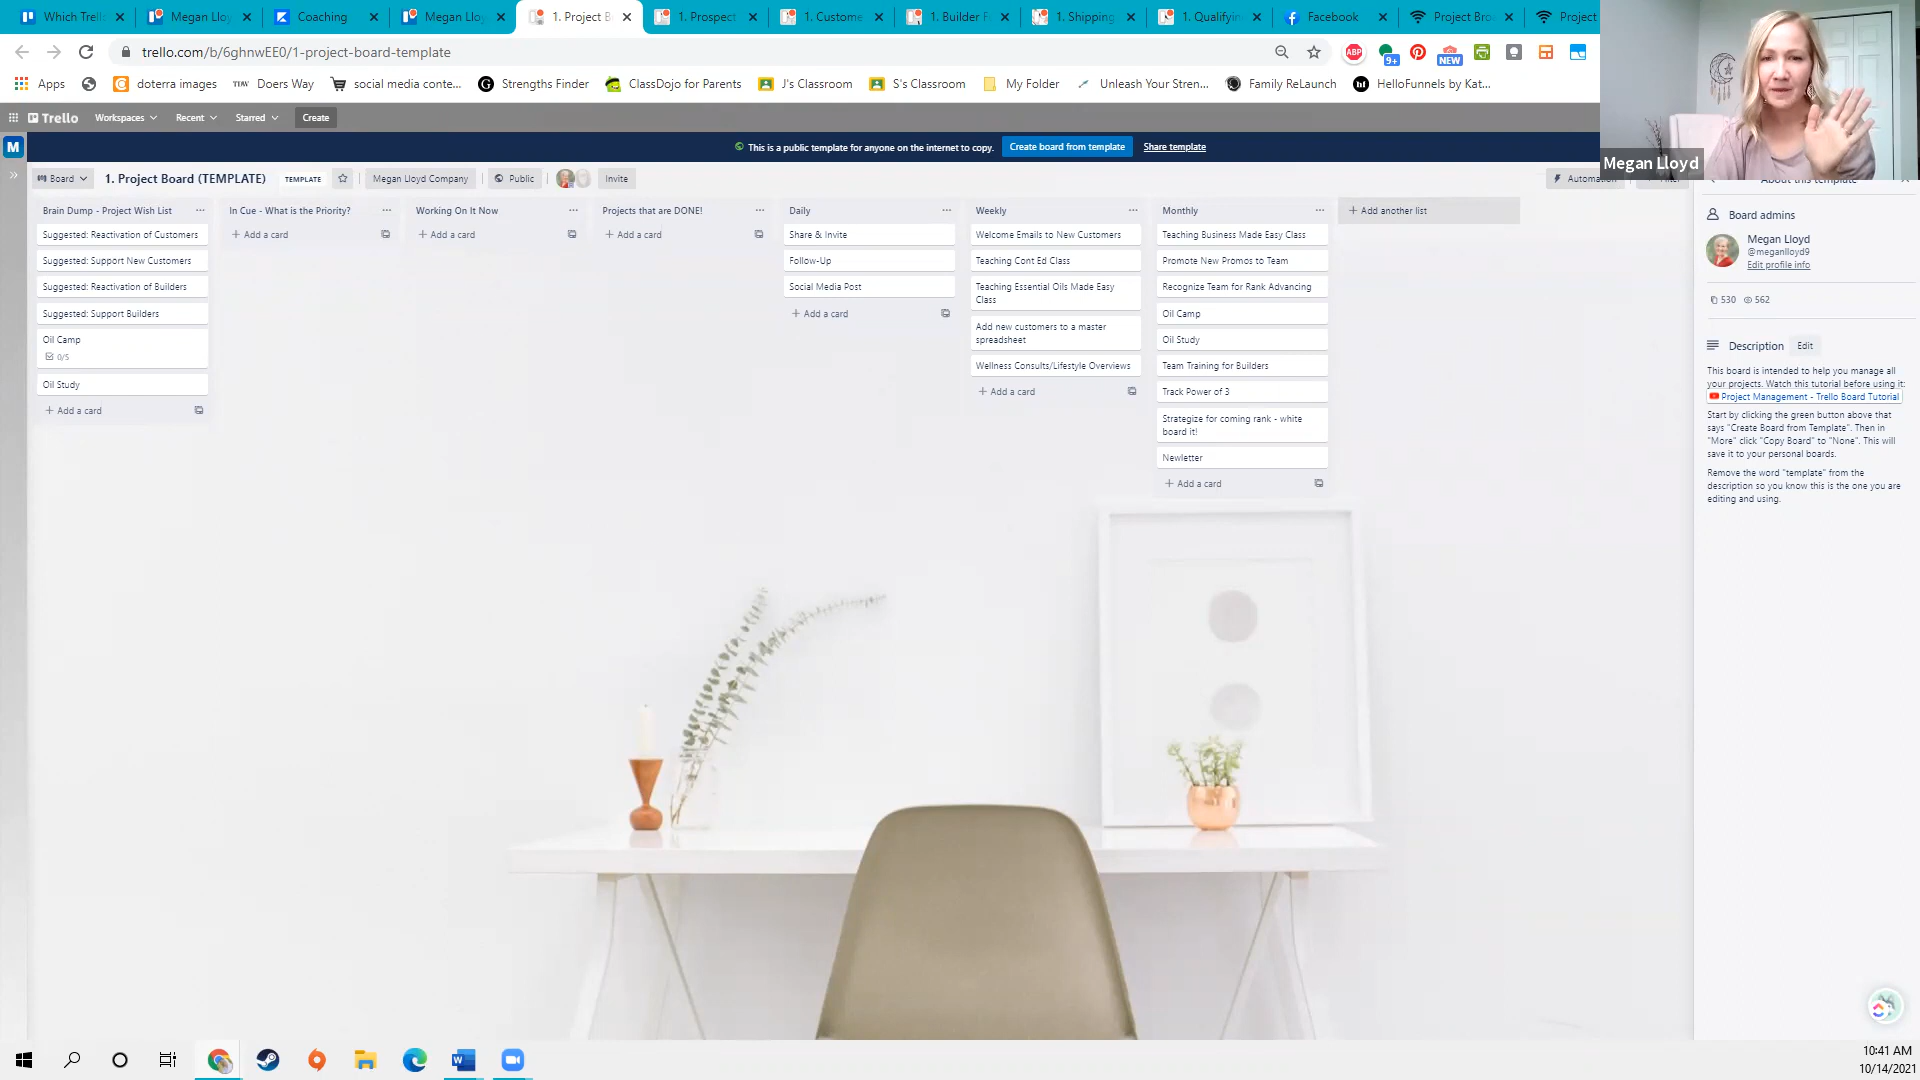 Which Trell
Megan Lloy
Coaching
Megan Lloy
1. Project B
1. Prospect
1. Custome
1. Builder F
1. Shipping
1. Qualifyin
Facebook
Project Bro
Project
trello.com/b/6ghnwEE0/1-project-board-template
ABP
9+
NEW
Apps
doterra images
TIAW
Doers Way
social media conte...
Strengths Finder
ClassDojo for Parents
J's Classroom
S's Classroom
My Folder
Unleash Your Stren...
Family ReLaunch
HelloFunnels by Kat...
Trello
Workspaces
Recent
Starred
Create
Megan Lloyd
M
This is a public template for anyone on the internet to copy.
Create board from template
Share template
Board
1. Project Board (TEMPLATE)
TEMPLATE
Megan Lloyd Company
Public
Invite
Automation
About this template
Brain Dump - Project Wish List
Suggested: Reactivation of Customers
Suggested: Support New Customers
Suggested: Reactivation of Builders
Suggested: Support Builders
Oil Camp
0/5
Oil Study
+ Add a card
In Cue - What is the Priority?
+ Add a card
Working On It Now
+ Add a card
Projects that are DONE!
+ Add a card
Daily
Share & Invite
Follow-Up
Social Media Post
+ Add a card
Weekly
Welcome Emails to New Customers
Teaching Cont Ed Class
Teaching Essential Oils Made Easy
Class
Add new customers to a master
spreadsheet
Wellness Consults/Lifestyle Overviews
+ Add a card
Monthly
Teaching Business Made Easy Class
Promote New Promos to Team
Recognize Team for Rank Advancing
Oil Camp
Oil Study
Team Training for Builders
Track Power of 3
Strategize for coming rank - white
board it!
Newletter
+ Add a card
+ Add another list
Board admins
Megan Lloyd
@meganlloyd9
Edit profile info
530
562
Description
Edit
This board is intended to help you manage all
your projects. Watch this tutorial before using it:
Project Management - Trello Board Tutorial
Start by clicking the green button above that
says "Create Board from Template". Then in
"More" click "Copy Board" to "None". This will
save it to your personal boards.
Remove the word "template" from the
description so you know this is the one you are
editing and using.
10:41 AM
10/14/2021